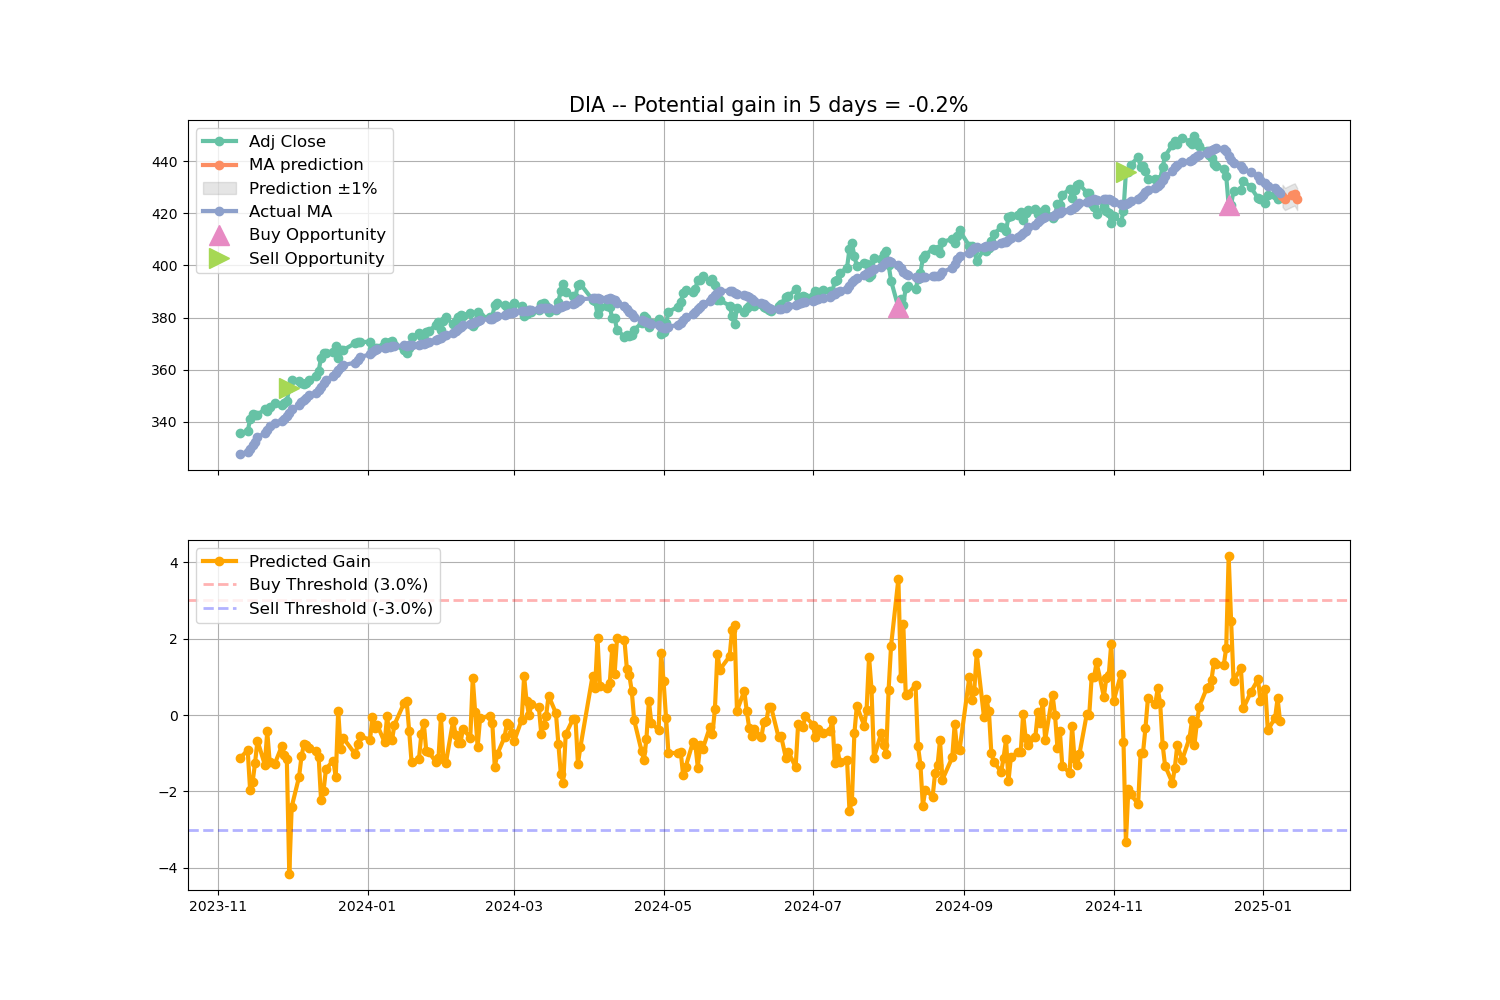 DIA -- Potential gain in 5 days = -0.2%
Adj Close
MA prediction
Prediction ±1%
Actual MA
Buy Opportunity
Sell Opportunity
440
420
400
380
360
340
Predicted Gain
Buy Threshold (3.0%)
Sell Threshold (-3.0%)
4
2
0
−2
−4
2023-11 2024-01 2024-03 2024-05 2024-07 2024-09 2024-11 2025-01